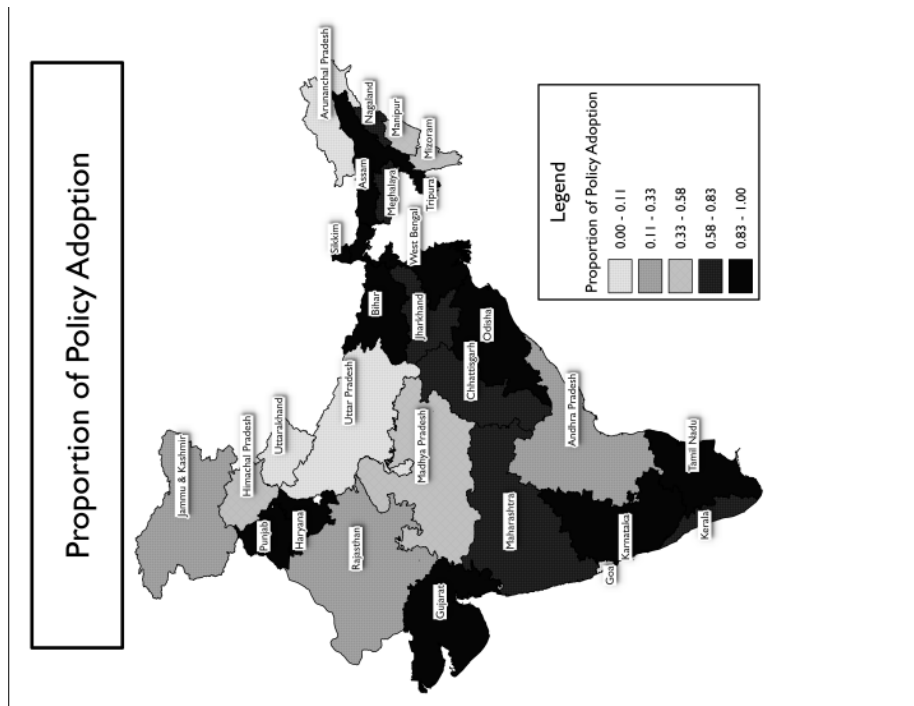 Proportion of Policy Adoption
Jammu & Kashmir
Himachal Pradesh
Punjab
Uttarakhand
Haryana
Rajasthan
Uttar Pradesh
Sikkim
Arunanchal Pradesh
Assam
Nagaland
Bihar
Meghalaya
Manipur
Gujarat
Madhya Pradesh
Jharkhand
West Bengal
Tripura
Mizoram
Chhattisgarh
Odisha
Maharashtra
Andhra Pradesh
Goa
Karnataka
Kerala
Tamil Nadu
Legend
Proportion of Policy Adoption
0.00 - 0.11
0.11 - 0.33
0.33 - 0.58
0.58 - 0.83
0.83 - 1.00